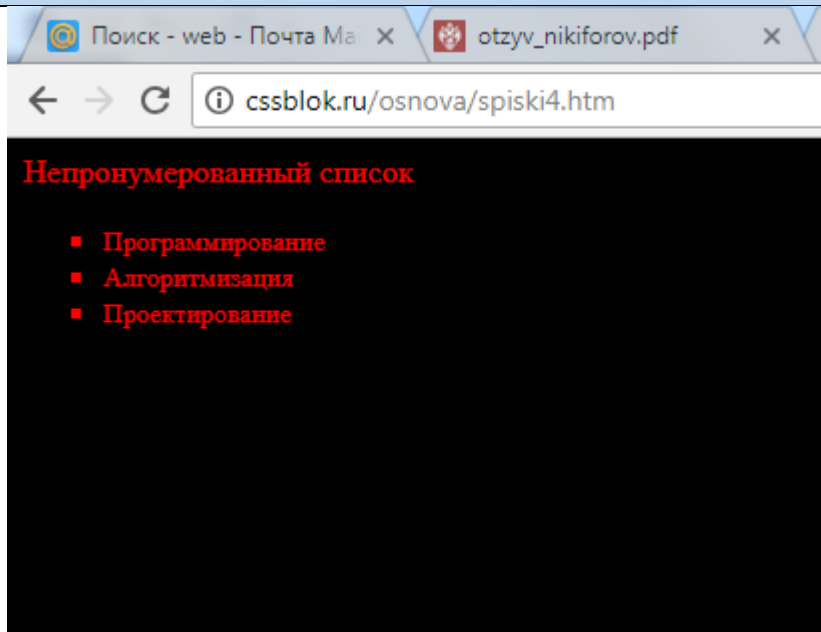 Поиск - web - Почта Ма
otzyv_nikiforov.pdf
cssblok.ru/osnova/spiski4.htm
Непронумерованный список
Программирование
Алгоритмизация
Проектирование